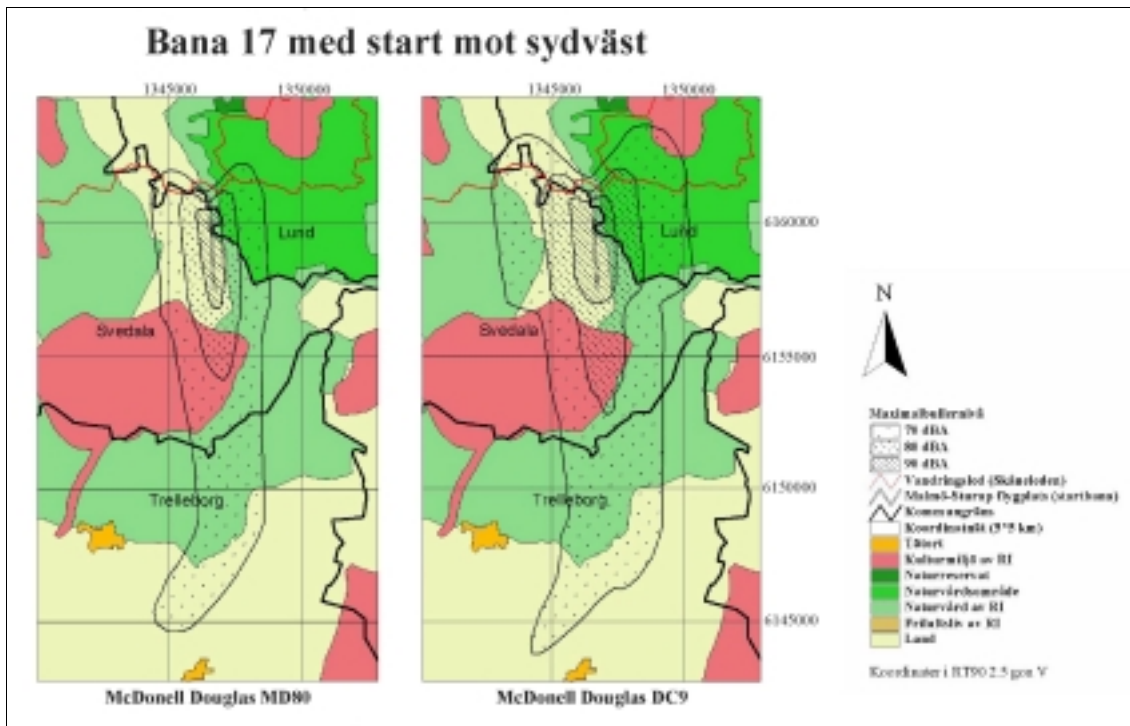 Bana 17 med start mot sydväst
1345000 1350000 1345000 1350000
Lund Lund 6160000
Svedala Svedala
6155000
Trelleborg Trelleborg 6150000
6145000
McDonell Douglas MD80 McDonell Douglas DC9
N
Maximalbullernivå
70 dBA
80 dBA
90 dBA
Vandringsled (Skåneleden)
Malmö-Sturup flygplats (startbana)
Kommungräns
Koordinatnät (5*5 km)
Tätort
Kulturmiljö av RI
Naturreservat
Naturvårdsområde
Naturvård av RI
Friluftsliv av RI
Land
Koordinater i RT90 2.5 gon V